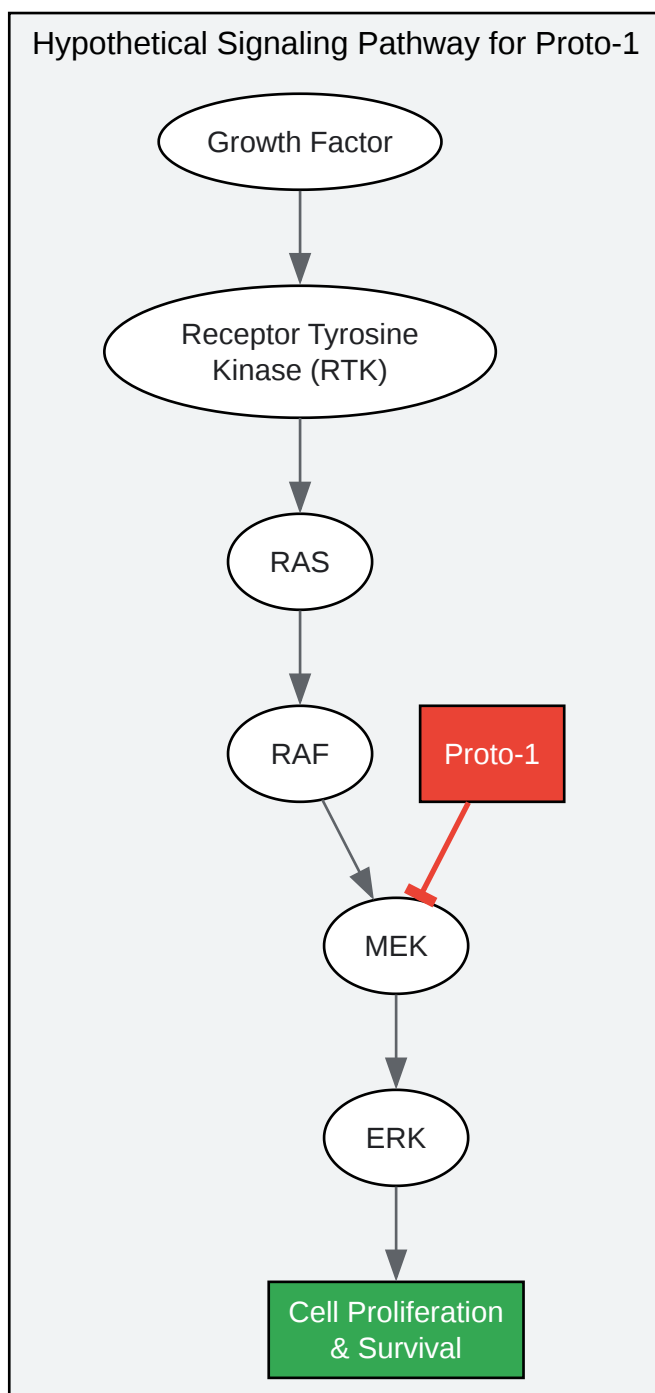 Hypothetical Signaling Pathway for Proto-1
Growth Factor
Receptor Tyrosine
Kinase (RTK)
RAS
RAF
Proto-1
MEK
ERK
Cell Proliferation
& Survival